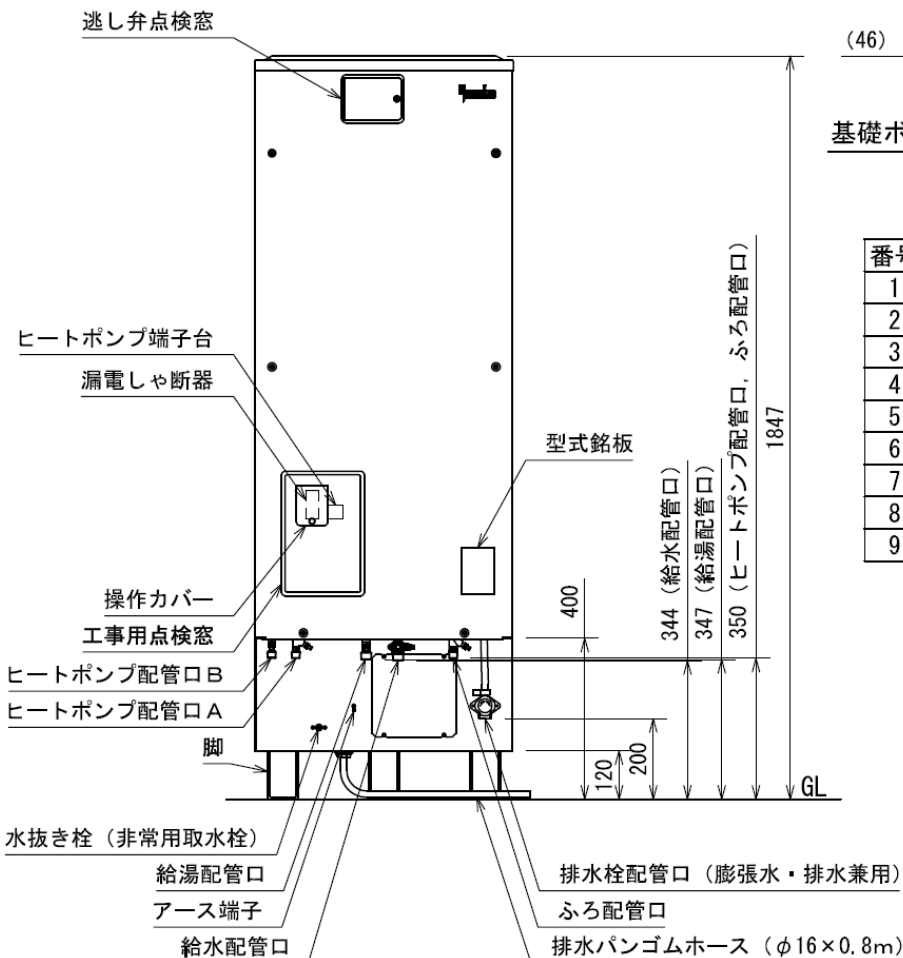 逃し弁点検窓
(46)
基礎ボ
番号
1
2
3
4
5
6
7
8
9
ヒートポンプ端子台
漏電しゃ断器
型式銘板
操作カバー
工事用点検窓
ヒートポンプ配管口B
ヒートポンプ配管口A
脚
400
344 (給水配管口)
347 (給湯配管口)
350 (ヒートポンプ配管口, ふろ配管口)
1847
120
200
GL
水抜き栓 (非常用取水栓)
給湯配管口
アース端子
給水配管口
排水栓配管口 (膨張水・排水兼用)
ふろ配管口
排水パンゴムホース (φ16×0.8m)